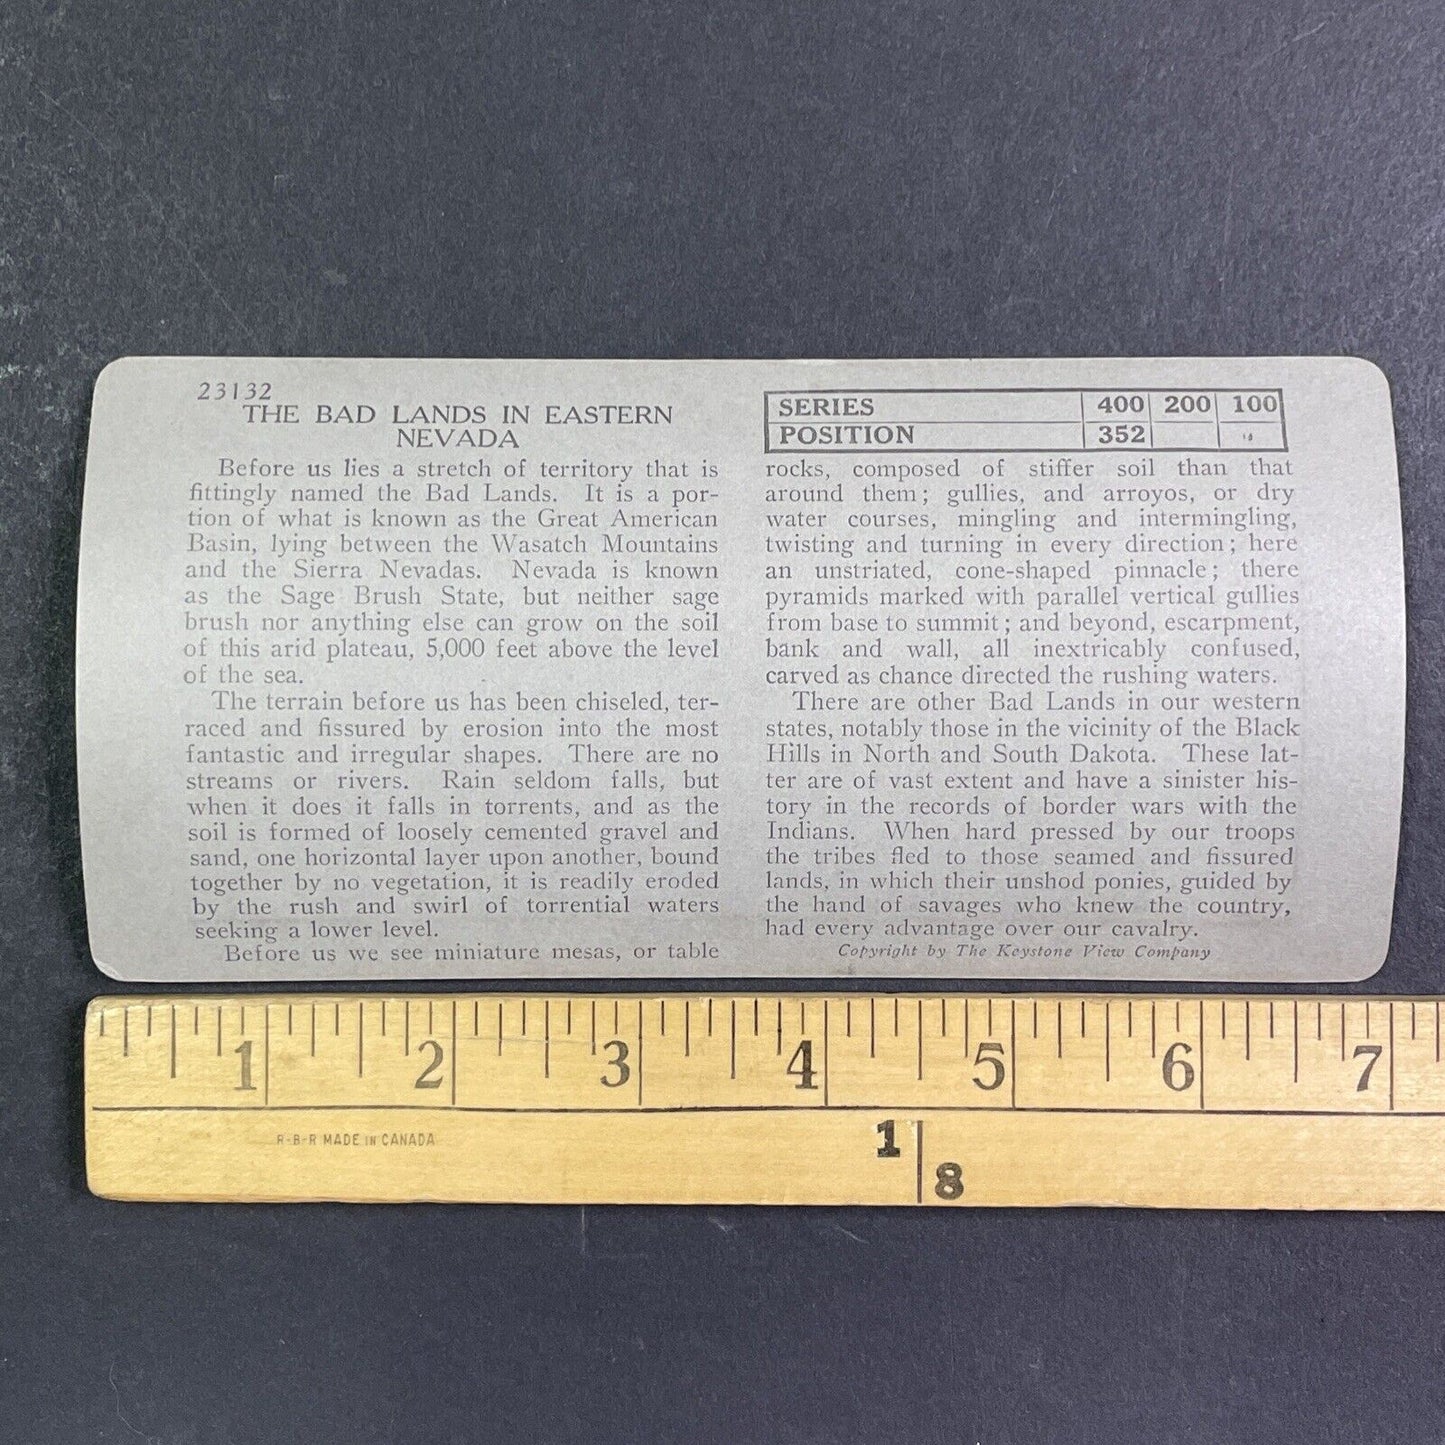 23132
THE BAD LANDS IN EASTERN
NEVADA
Before us lies a stretch of territory that is
fittingly named the Bad Lands. It is a por-
tion of what is known as the Great American
Basin, lying between the Wasatch Mountains
and the Sierra Nevadas. Nevada is known
as the Sage Brush State, but neither sage
brush nor anything else can grow on the soil
of this arid plateau, 5,000 feet above the level
of the sea.
The terrain before us has been chiseled, ter-
raced and fissured by erosion into the most
fantastic and irregular shapes. There are no
streams or rivers. Rain seldom falls, but
when it does it falls in torrents, and as the
soil is formed of loosely cemented gravel and
sand, one horizontal layer upon another, bound
together by no vegetation, it is readily eroded
by the rush and swirl of torrential waters
seeking a lower level.
Before us we see miniature mesas, or table
SERIES 400 200 100
POSITION 352
rocks, composed of stiffer soil than that
around them; gullies, and arroyos, or dry
water courses, mingling and intermingling,
twisting and turning in every direction; here
an unstriated, cone-shaped pinnacle; there
pyramids marked with parallel vertical gullies
from base to summit; and beyond, escarpment,
bank and wall, all inextricably confused,
carved as chance directed the rushing waters.
There are other Bad Lands in our western
states, notably those in the vicinity of the Black
Hills in North and South Dakota. These lat-
ter are of vast extent and have a sinister his-
tory in the records of border wars with the
Indians. When hard pressed by our troops
the tribes fled to those seamed and fissured
lands, in which their unshod ponies, guided by
the hand of savages who knew the country,
had every advantage over our cavalry.
Copyright by The Keystone View Company
1 2 3 4 5 6 7
R-B-R MADE IN CANADA
1
8